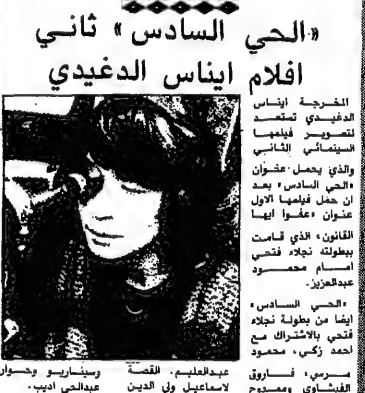 «الحي السادس» ثاني
افلام ايناس الدغيدي
المخرجة ايناس
الدغيدي تستعد
لتصوير فيلمها
السينمائي الثاني
والذي يحمل عنوان
«الحي السادس» بعد
ان حمل فيلمها الاول
عنوان «عفوا ايها
القانون» الذي قامت
ببطولته نجلاء فتحي
امام محمود
عبدالعزيز.
«الحي السادس»
ايضا من بطولة نجلاء
فتحي بالاشتراك مع
احمد زكي، محمود
مرسي، فاروق
الفيشاوي وممدوح
عبدالعليم. القصة
لاسماعيل ولي الدين
وسيناريو وحوار
عبدالحي اديب.